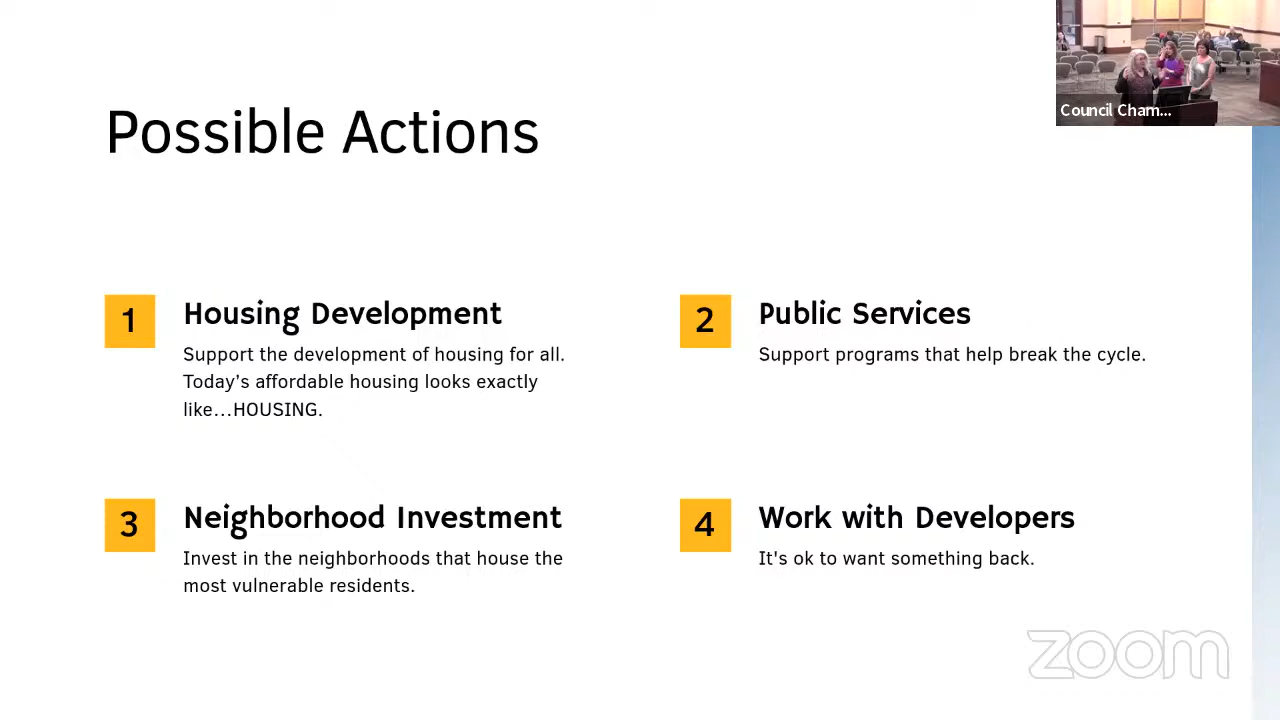 Council Cham...
Possible Actions
1
Housing Development
Support the development of housing for all.
Today's affordable housing looks exactly
like...HOUSING.
2
Public Services
Support programs that help break the cycle.
3
Neighborhood Investment
Invest in the neighborhoods that house the
most vulnerable residents.
4
Work with Developers
It's ok to want something back.
zoom